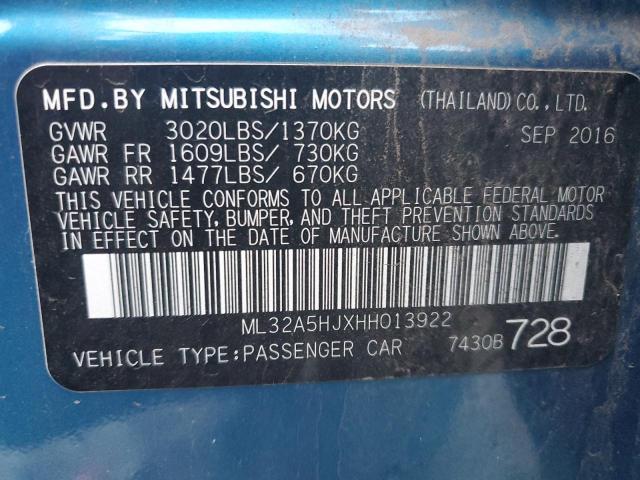 MFD.BY MITSUBISHI MOTORS (THAILAND)CO.,LTD.
GVWR 3020LBS/1370KG SEP 2016
GAWR FR 1609LBS/ 730KG
GAWR RR 1477LBS/ 670KG
THIS VEHICLE CONFORMS TO ALL APPLICABLE FEDERAL MOTOR
VEHICLE SAFETY, BUMPER, AND THEFT PREVENTION STANDARDS
IN EFFECT ON THE DATE OF MANUFACTURE SHOWN ABOVE.
ML32A5HJXHH013922
VEHICLE TYPE:PASSENGER CAR 7430B 728